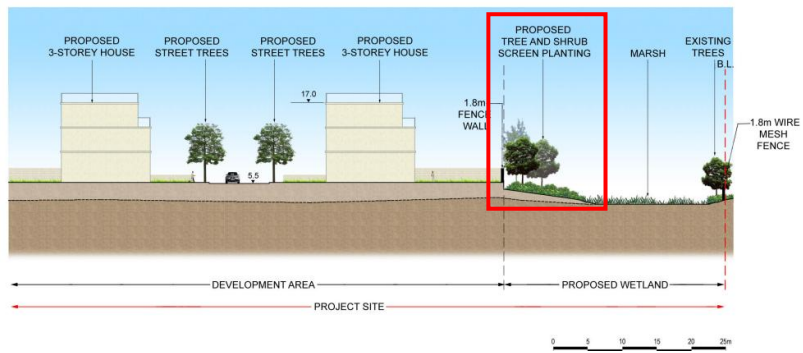 PROPOSED
3-STOREY HOUSE
PROPOSED
STREET TREES
PROPOSED
STREET TREES
PROPOSED
3-STOREY HOUSE
PROPOSED
TREE AND SHRUB
SCREEN PLANTING
MARSH
EXISTING
TREES
B.L.
17.0
1.8m
FENCE
WALL
1.8m WIRE
MESH
FENCE
5.5
DEVELOPMENT AREA
PROPOSED WETLAND
PROJECT SITE
0 5 10 15 20 25m